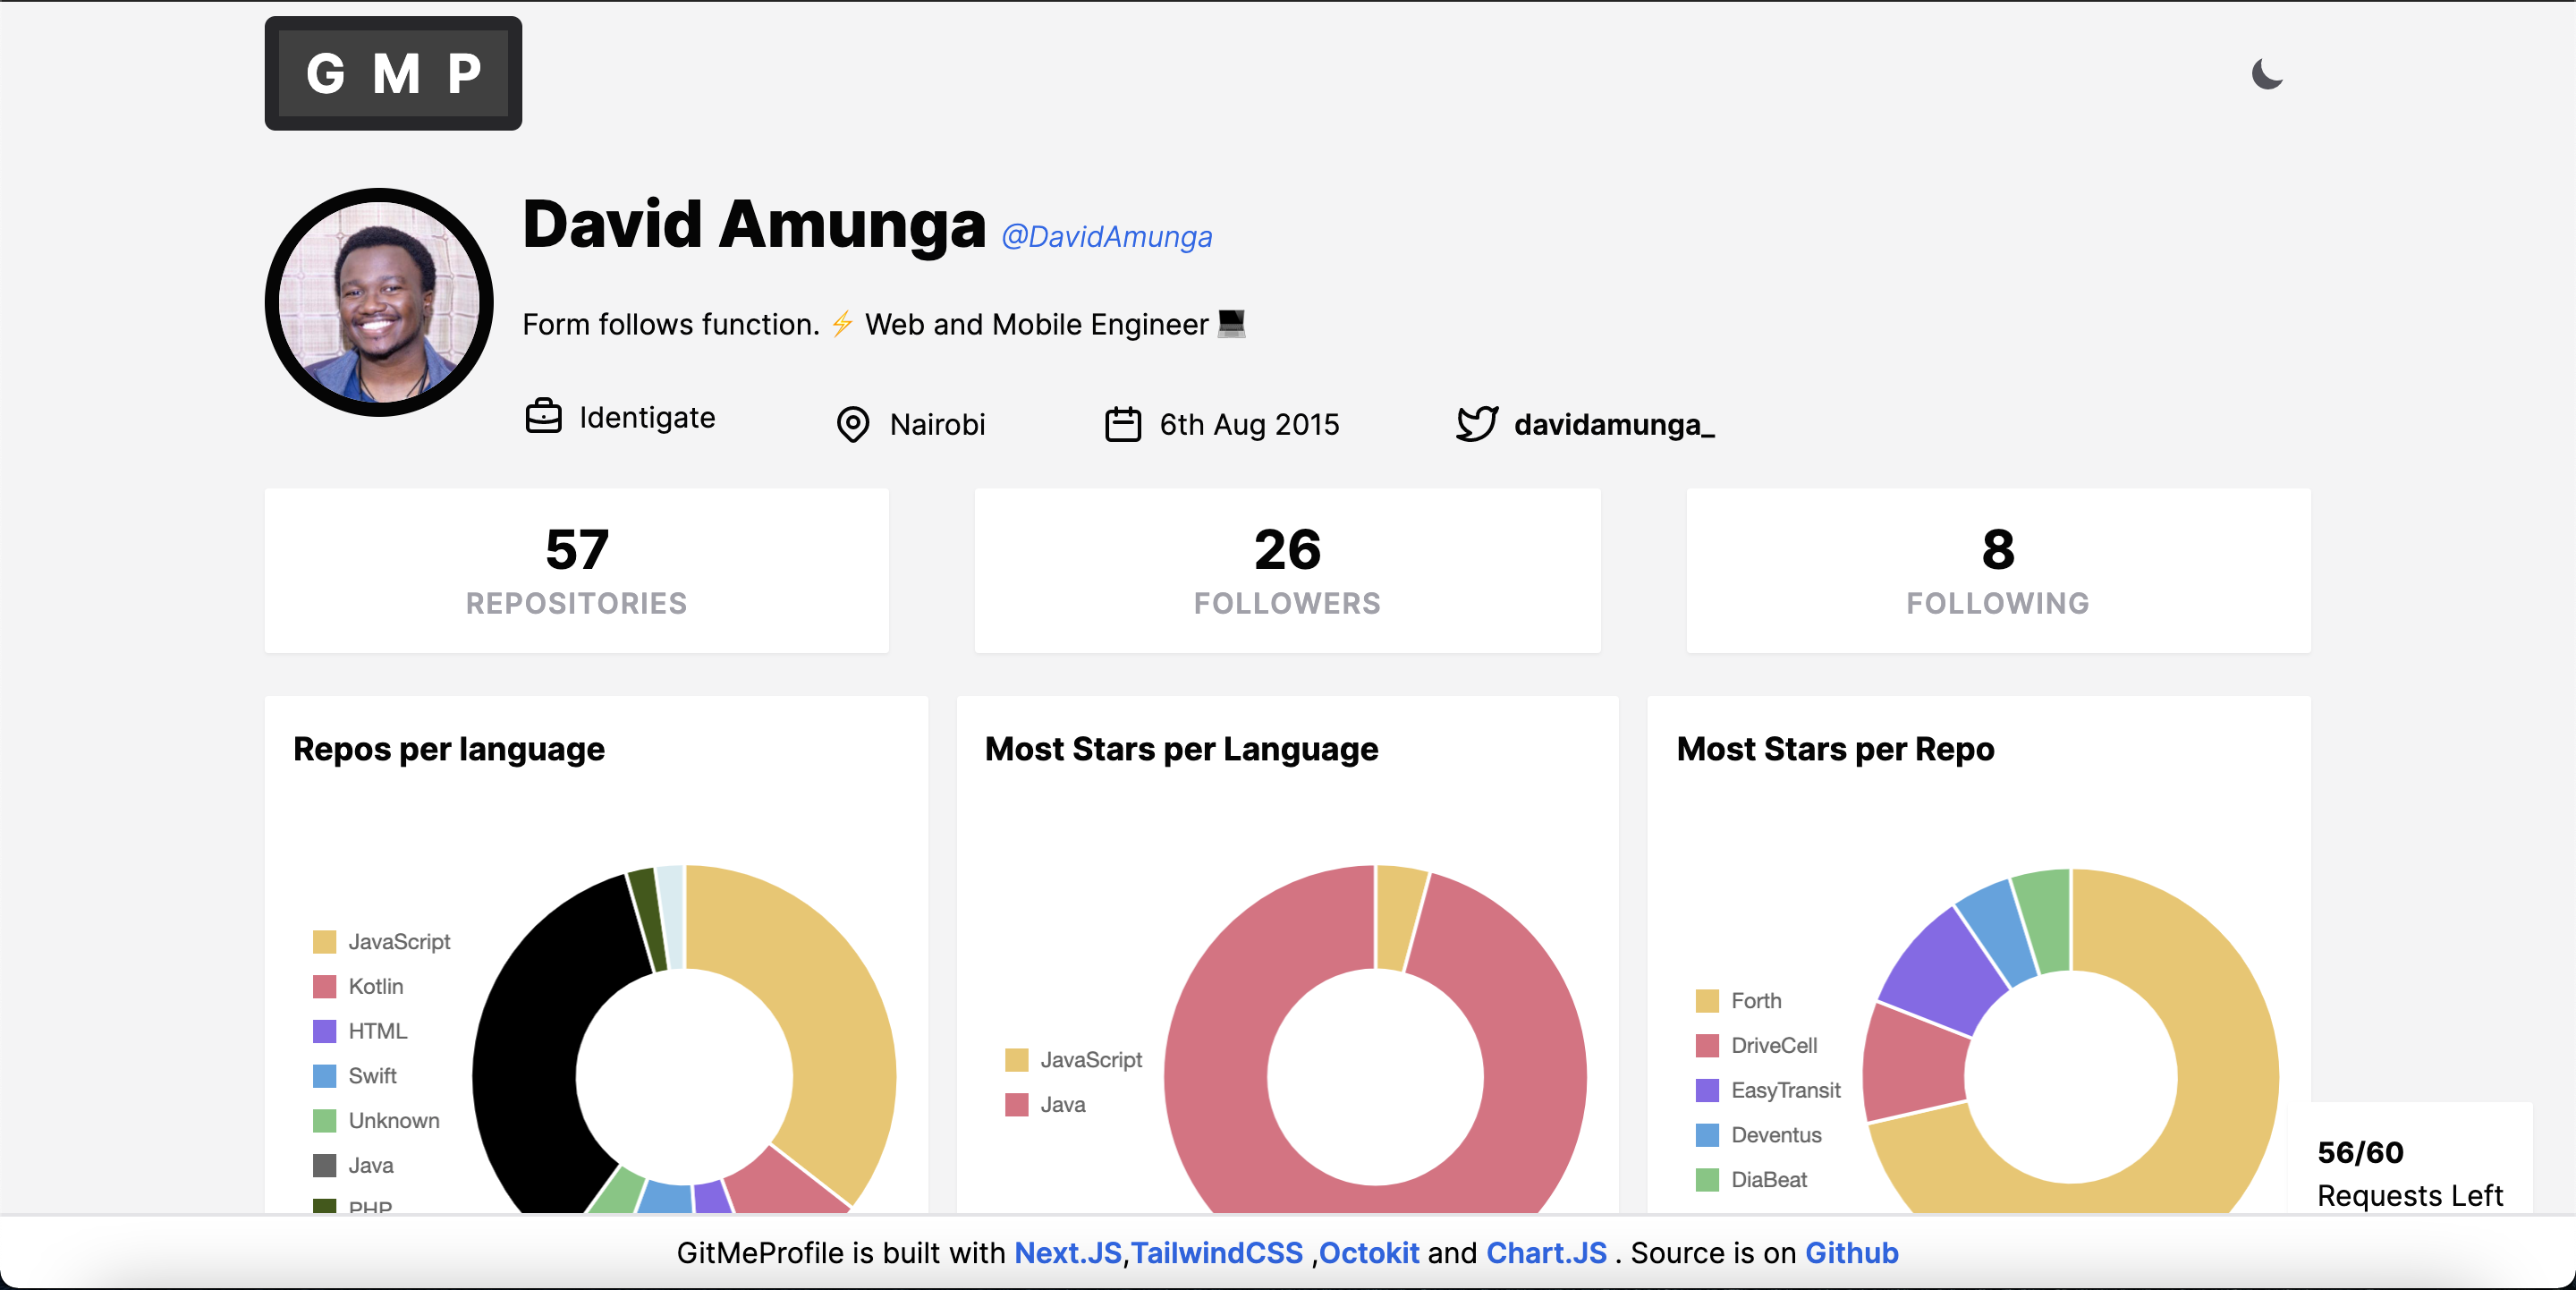 G M P
David Amunga @DavidAmunga
Form follows function. ⚡ Web and Mobile Engineer 💻
Identigate
Nairobi
6th Aug 2015
davidamunga_
57
REPOSITORIES
26
FOLLOWERS
8
FOLLOWING
Repos per language
JavaScript
Kotlin
HTML
Swift
Unknown
Java
PHP
Most Stars per Language
JavaScript
Java
Most Stars per Repo
Forth
DriveCell
EasyTransit
Deventus
DiaBeat
56/60
Requests Left
GitMeProfile is built with Next.JS,TailwindCSS ,Octokit and Chart.JS . Source is on Github